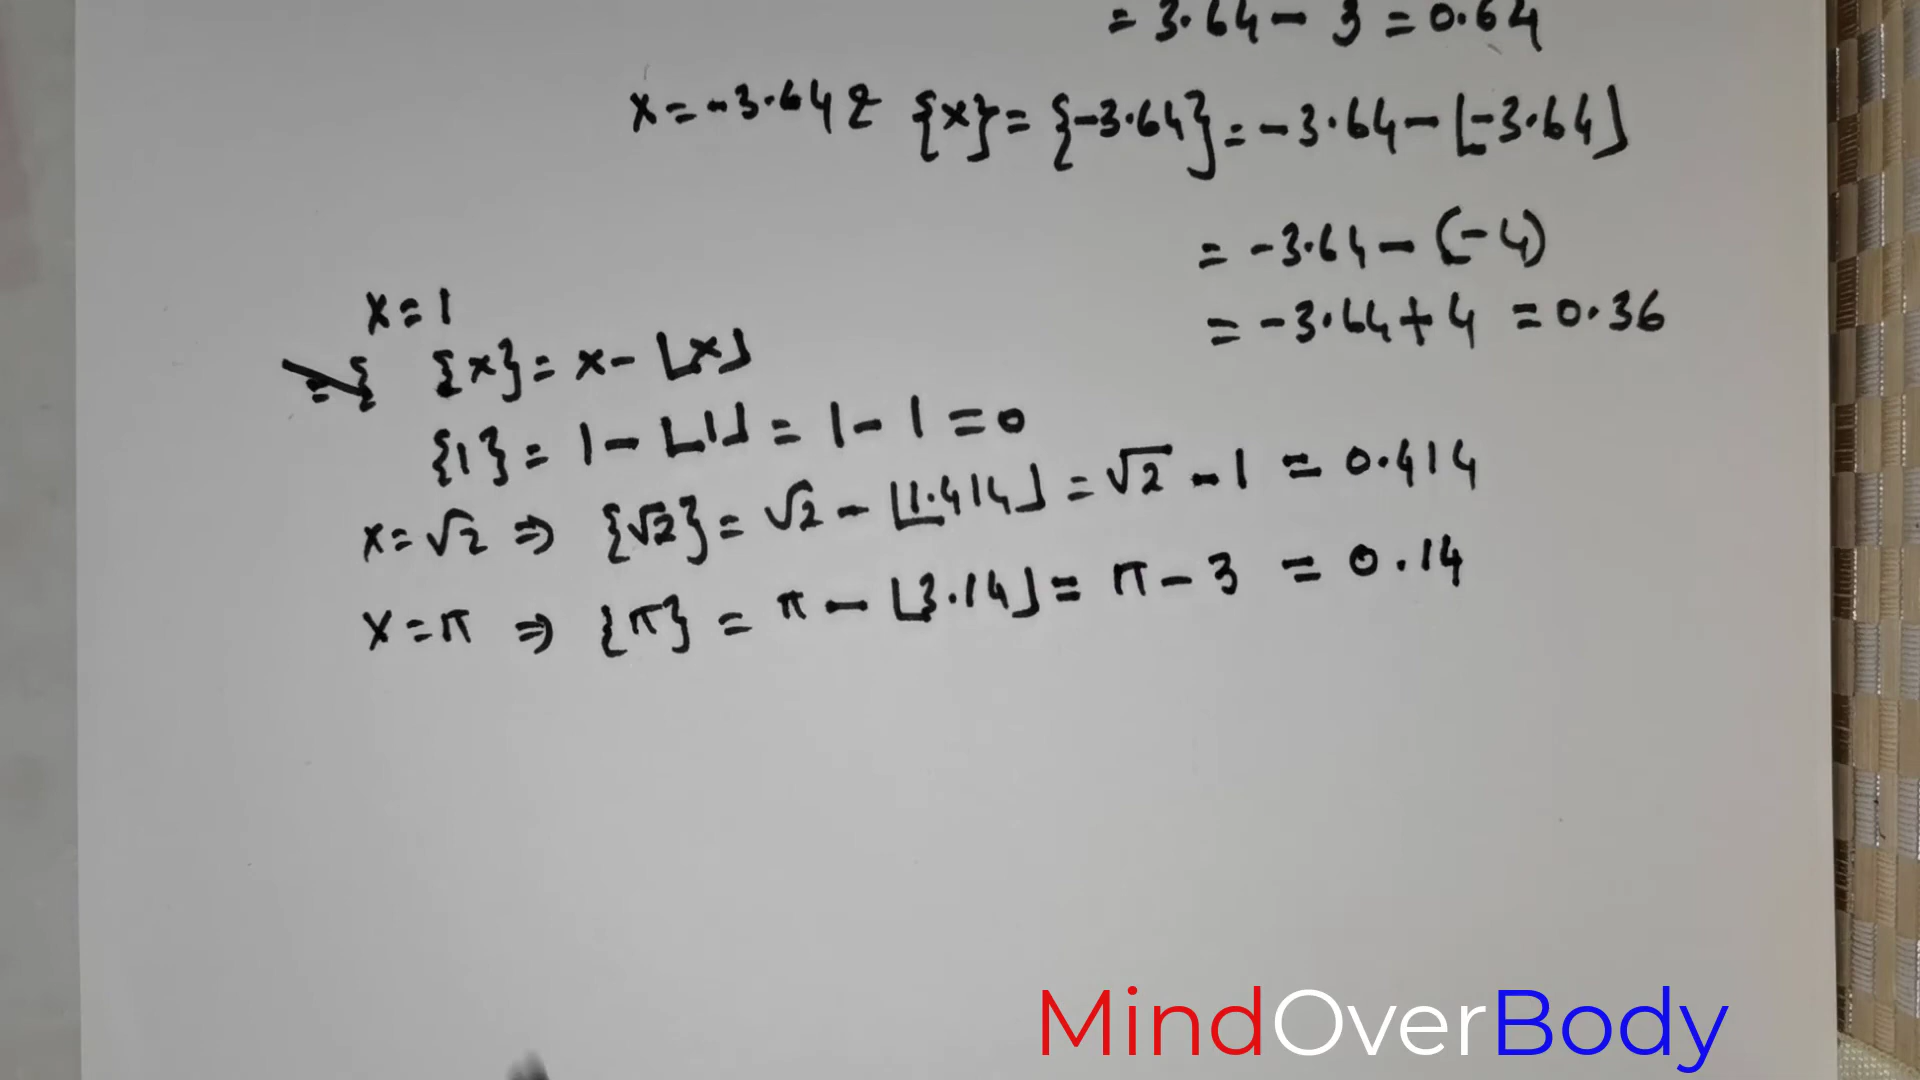 = 3.64 - 3 = 0.64
x = -3.64 {x} = {-3.64} = -3.64 - ⌊-3.64⌋
= -3.64 - (-4)
= -3.64 + 4 = 0.36
x = 1
{x} = x - ⌊x⌋
{1} = 1 - ⌊1⌋ = 1 - 1 = 0
x = √2 ⇒ {√2} = √2 - ⌊1.414⌋ = √2 - 1 = 0.414
x = π ⇒ {π} = π - ⌊3.14⌋ = π - 3 = 0.14
MindOverBody